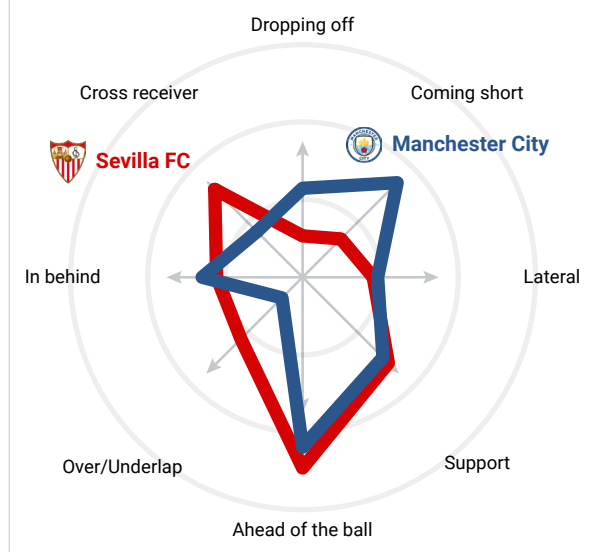 Dropping off
Cross receiver
Coming short
Manchester City
Sevilla FC
In behind
Lateral
Over/Underlap
Support
Ahead of the ball